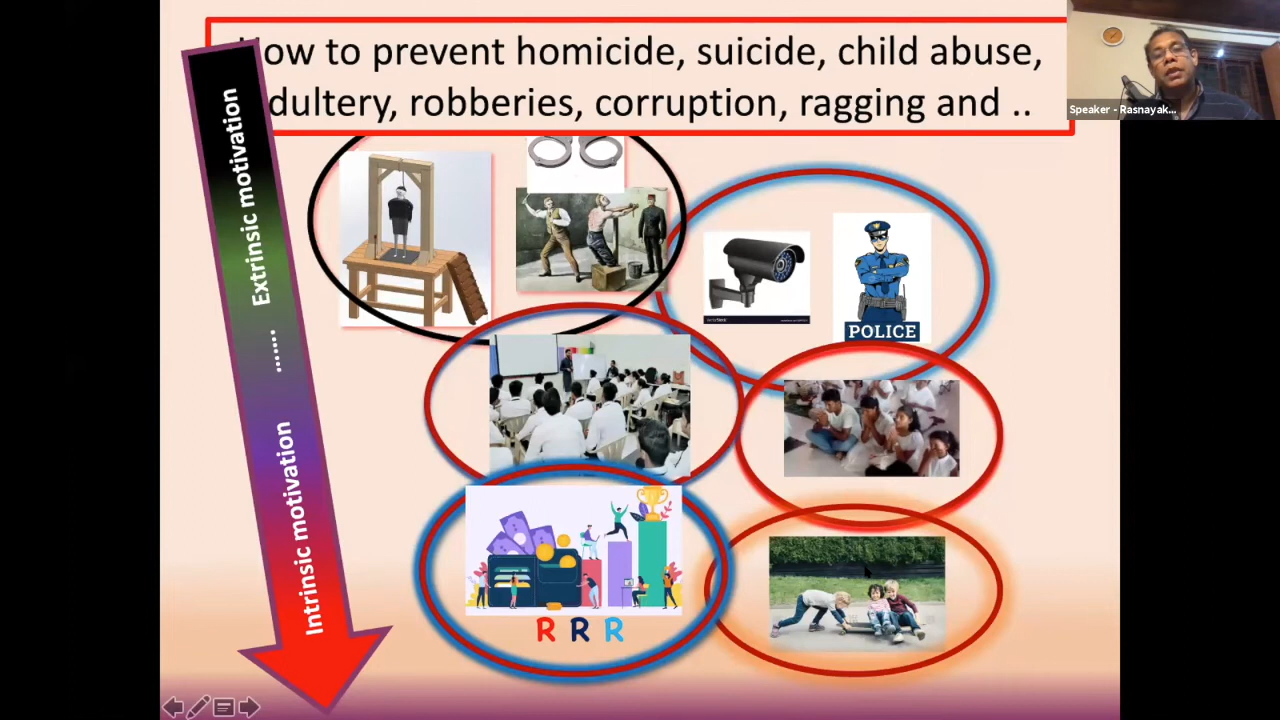 ow to prevent homicide, suicide, child abuse,
dultery, robberies, corruption, ragging and ..
Speaker - Rasnayak...
Extrinsic motivation
.......
Intrinsic motivation
POLICE
R R R